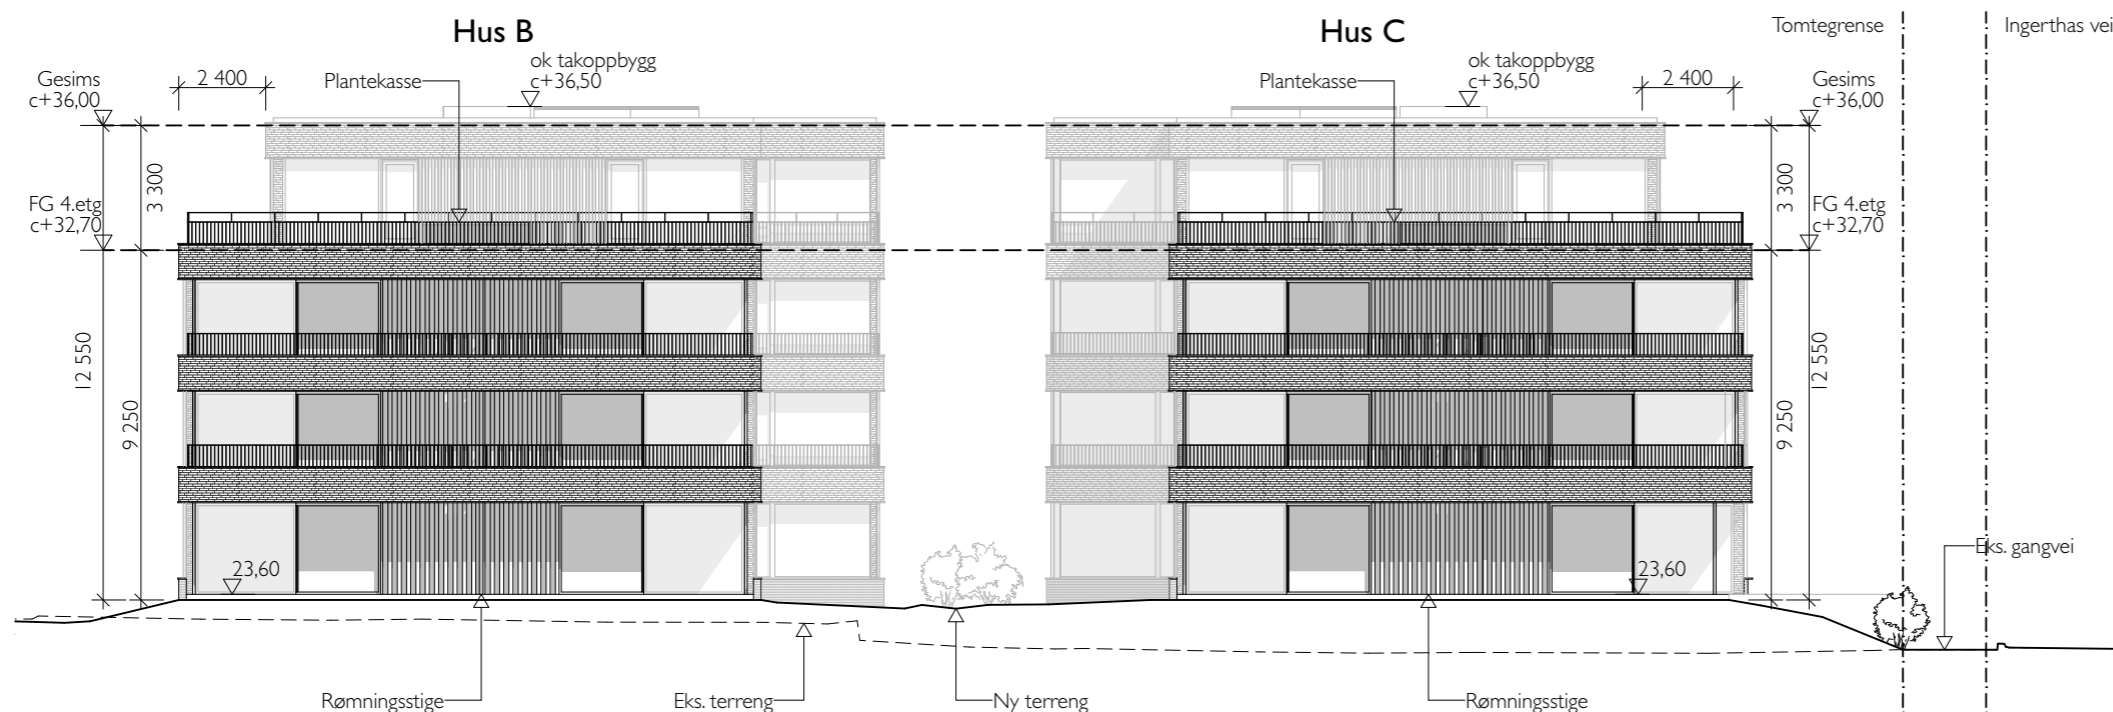 Hus B
Hus C
Tomtegrense
Ingerthas vei
Gesims
c+36,00
2 400
Plantekasse
ok takoppbygg
c+36,50
Plantekasse
ok takoppbygg
c+36,50
2 400
Gesims
c+36,00
3 300
FG 4.etg
c+32,70
3 300
FG 4.etg
c+32,70
12 550
9 250
12 550
9 250
23,60
23,60
Eks. gangvei
Rømningsstige
Eks. terreng
Ny terreng
Rømningsstige